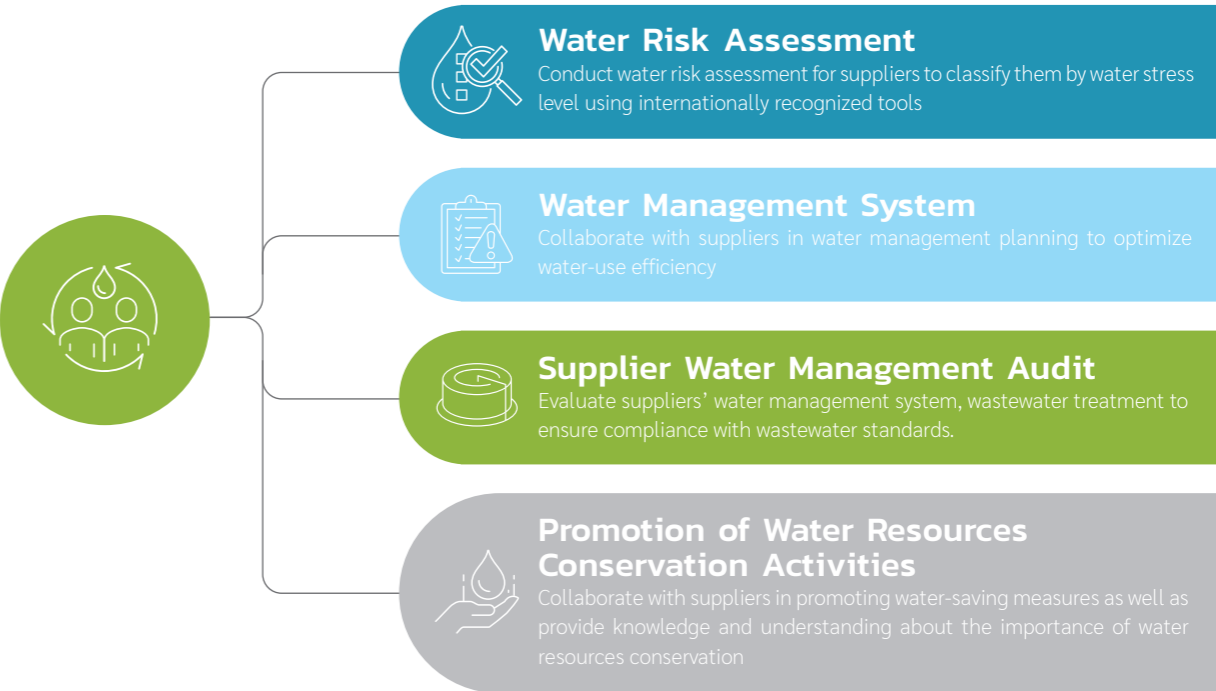 Water Risk Assessment
Conduct water risk assessment for suppliers to classify them by water stress
level using internationally recognized tools
Water Management System
Collaborate with suppliers in water management planning to optimize
water-use efficiency
Supplier Water Management Audit
Evaluate suppliers’ water management system, wastewater treatment to
ensure compliance with wastewater standards.
Promotion of Water Resources
Conservation Activities
Collaborate with suppliers in promoting water-saving measures as well as
provide knowledge and understanding about the importance of water
resources conservation